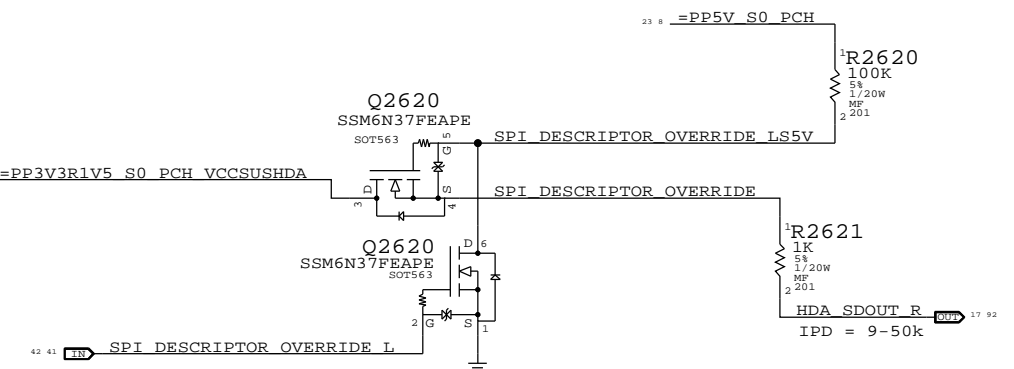 23 8 =PP5V_S0_PCH
1
R2620
100K
5%
1/20W
MF
2 201
Q2620
SSM6N37FEAPE
SOT563
G 5
SPI_DESCRIPTOR_OVERRIDE_LS5V
=PP3V3R1V5_S0_PCH_VCCSUSHDA
D
S
3
4
SPI_DESCRIPTOR_OVERRIDE
1
R2621
1K
5%
1/20W
MF
2 201
Q2620
SSM6N37FEAPE
SOT563
D 6
2 G
S 1
HDA_SDOUT_R OUT 17 92
IPD = 9-50k
42 41 IN SPI_DESCRIPTOR_OVERRIDE_L